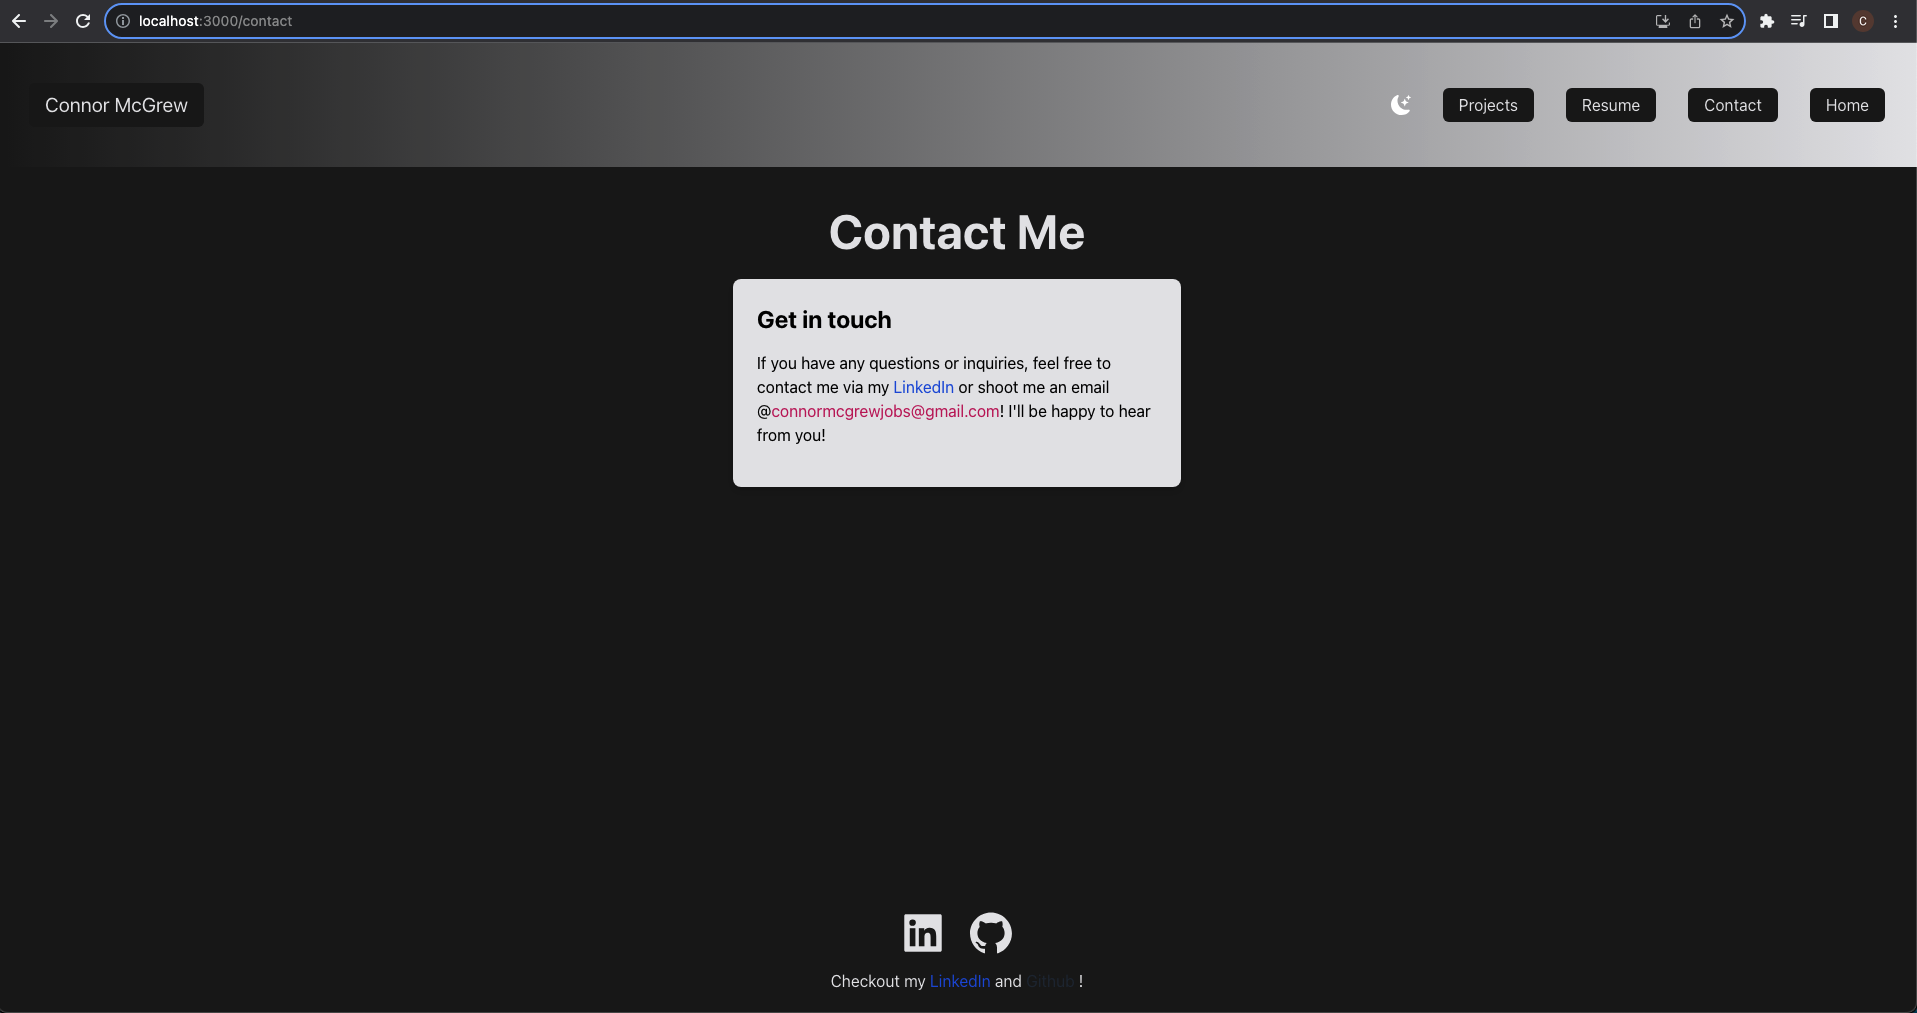 localhost:3000/contact
C
Connor McGrew
Projects Resume Contact Home
Contact Me
Get in touch
If you have any questions or inquiries, feel free to
contact me via my LinkedIn or shoot me an email
@connormcgrewjobs@gmail.com! I'll be happy to hear
from you!
in
Checkout my LinkedIn and Github !